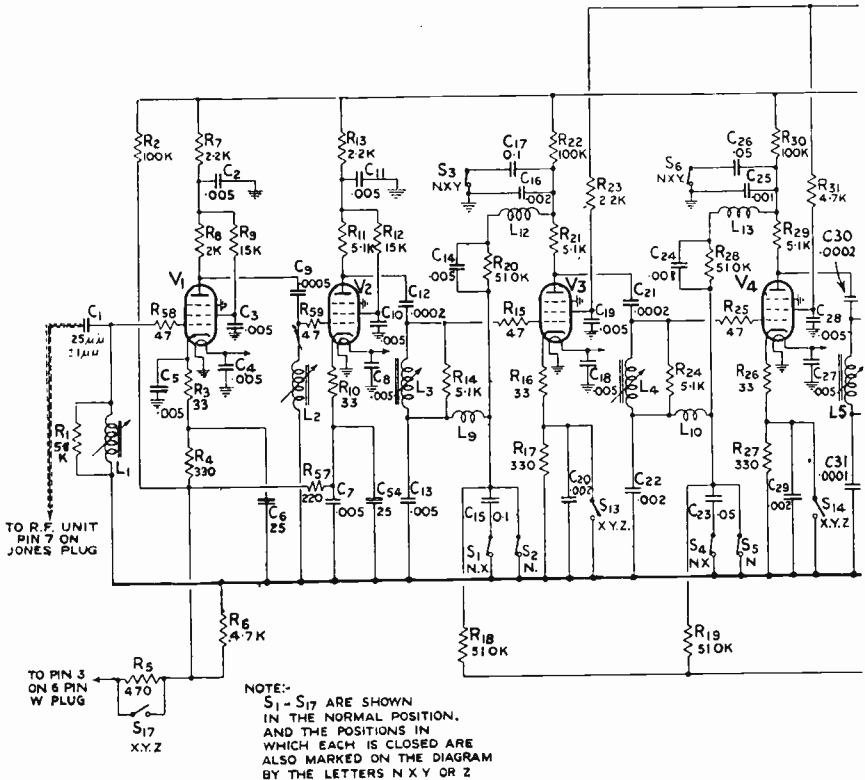 R2
100K
R7
2.2K
C2
.005
R8
2K
R9
15K
V1
C3
.005
C1
R58
47
C5
.005
R3
33
C4
.005
R1
K
L1
R4
330
C6
25
TO R.F. UNIT
PIN 7 ON
JONES PLUG
R13
2.2K
C11
.005
R11
5.1K
R12
15K
C9
.0005
R59
47
V2
C10
.005
C12
.0002
L2
R10
33
C8
.005
L3
R57
220
C7
.005
C54
25
C13
.005
S3
N.X.Y
C17
0.1
C16
.002
R22
100K
R23
2.2K
L12
C14
.005
R20
510K
R21
5.1K
V3
R15
47
C19
.005
C21
.0002
R14
5.1K
L9
R16
33
C18
.005
L4
R17
330
C15
0.1
C20
.002
S13
X.Y.Z.
S1
N.X
S2
N.
C22
.002
S6
N.X.Y.
C26
.05
C25
.001
R30
100K
R31
4.7K
L13
C24
R28
510K
R29
5.1K
C30
.0002
V4
R25
47
C28
.005
R24
5.1K
L10
R26
33
C27
.005
L5
R27
330
C23
.05
C29
.002
S14
X.Y.Z.
S4
N X
S5
N
C31
.0001
R6
4.7K
R18
510K
R19
510K
TO PIN 3
ON 6 PIN
W PLUG
R5
470
S17
X.Y.Z
NOTE:-
S1 - S17 ARE SHOWN
IN THE NORMAL POSITION,
AND THE POSITIONS IN
WHICH EACH IS CLOSED ARE
ALSO MARKED ON THE DIAGRAM
BY THE LETTERS N X Y OR Z